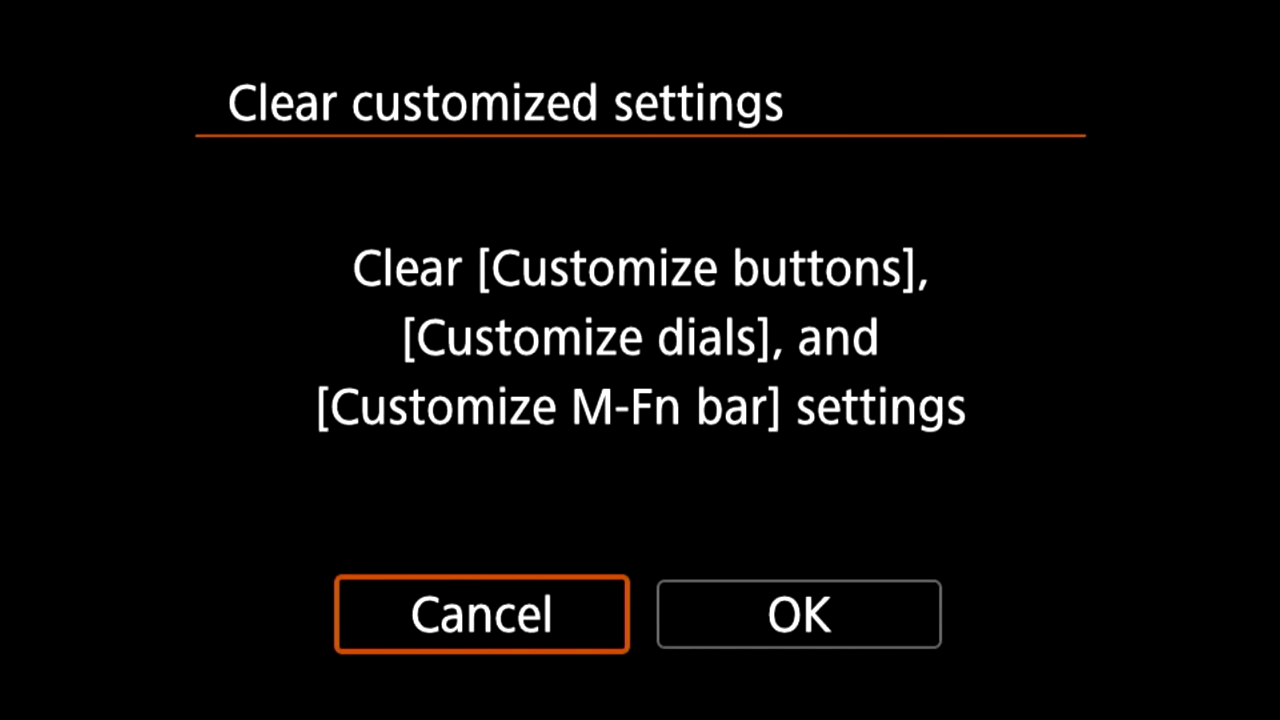 Clear customized settings
Clear [Customize buttons],
[Customize dials], and
[Customize M-Fn bar] settings
Cancel
OK